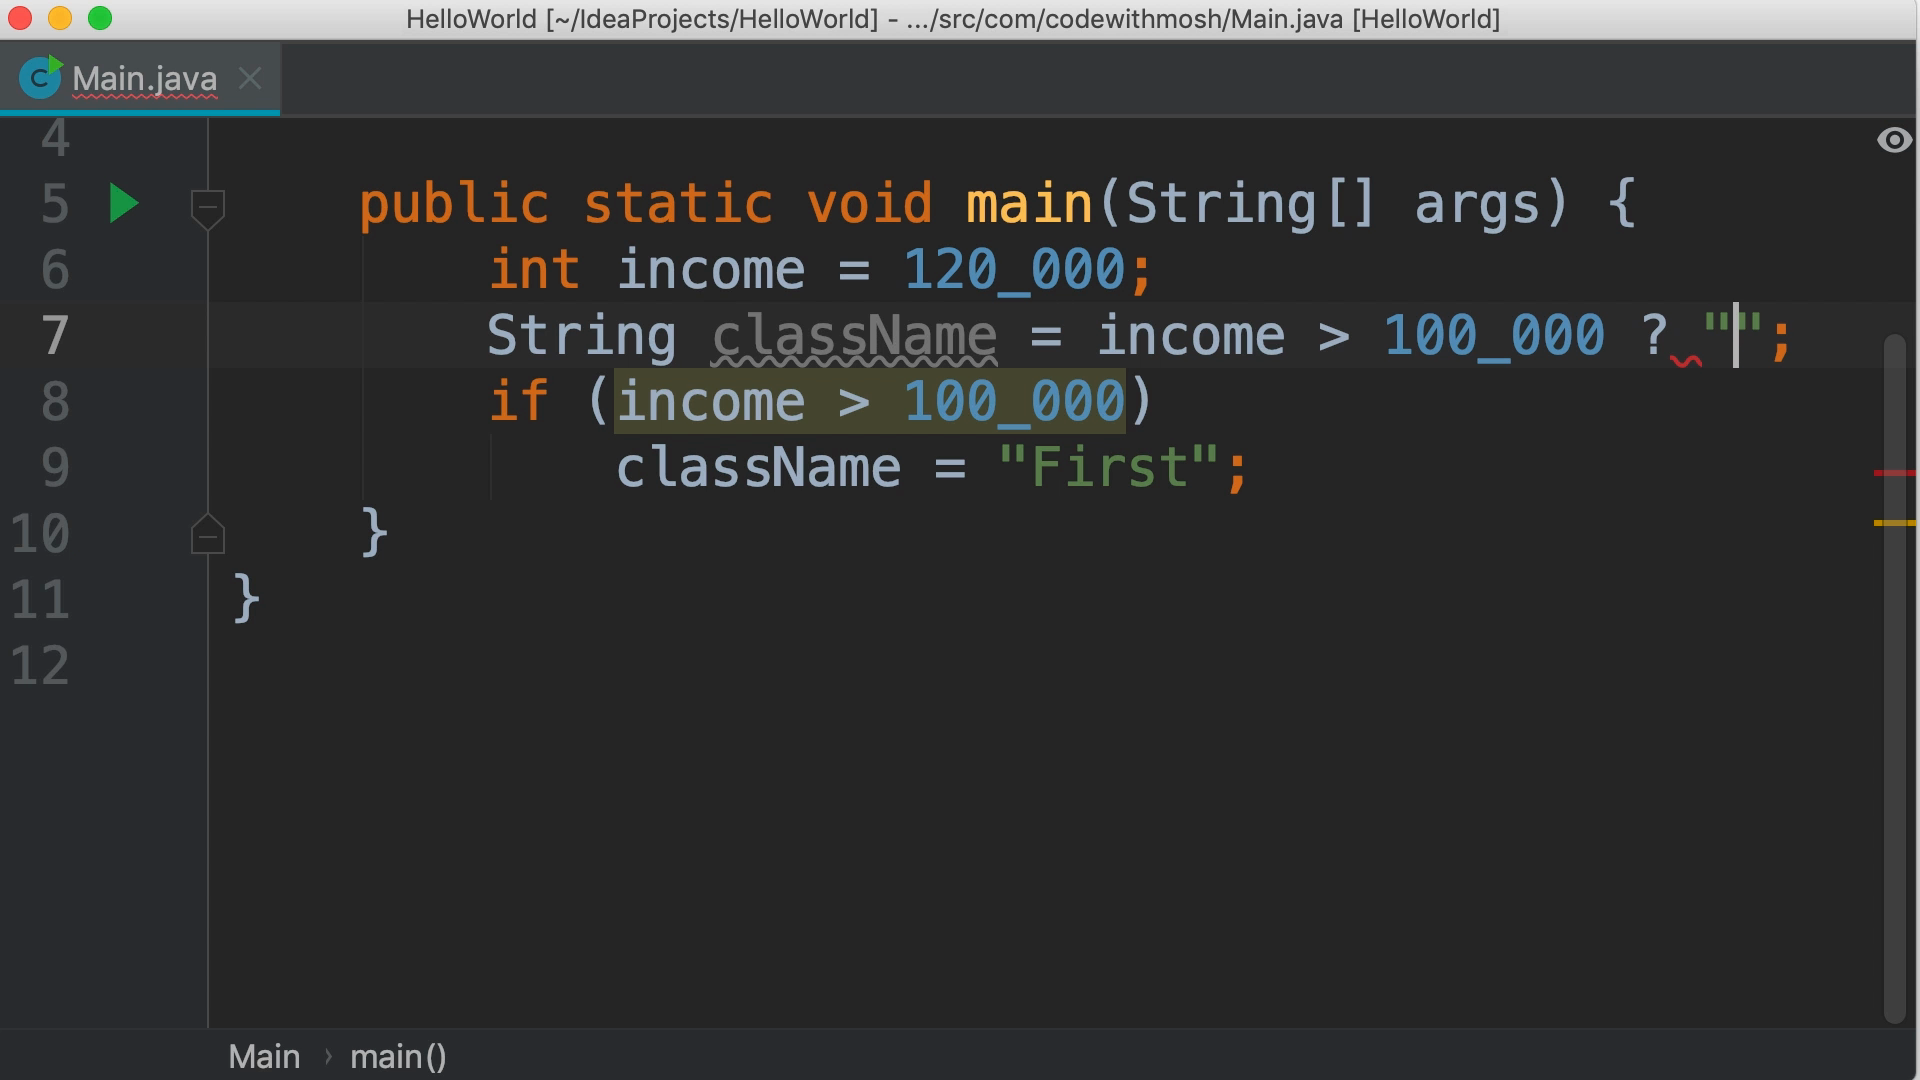 HelloWorld [~/IdeaProjects/HelloWorld] - .../src/com/codewithmosh/Main.java [HelloWorld]
C Main.java
4
5 public static void main(String[] args) {
6 int income = 120_000;
7 String className = income > 100_000 ? "";
8 if (income > 100_000)
9 className = "First";
10 }
11 }
12
Main › main()